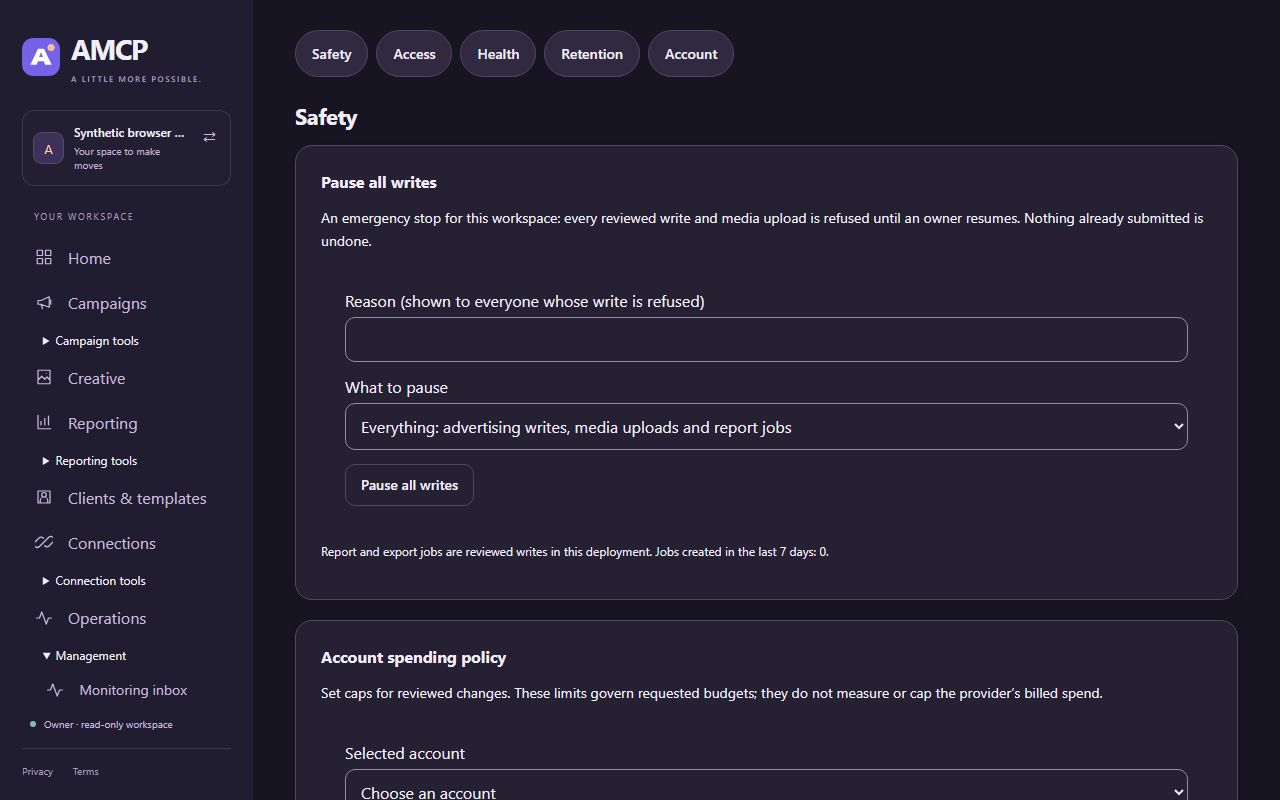 AMCP
A LITTLE MORE POSSIBLE.
A
Synthetic browser ...
Your space to make
moves
YOUR WORKSPACE
Home
Campaigns
Campaign tools
Creative
Reporting
Reporting tools
Clients & templates
Connections
Connection tools
Operations
Management
Monitoring inbox
Owner · read-only workspace
Privacy Terms
Safety Access Health Retention Account
Safety
Pause all writes
An emergency stop for this workspace: every reviewed write and media upload is refused until an owner resumes. Nothing already submitted is
undone.
Reason (shown to everyone whose write is refused)
What to pause
Everything: advertising writes, media uploads and report jobs
Pause all writes
Report and export jobs are reviewed writes in this deployment. Jobs created in the last 7 days: 0.
Account spending policy
Set caps for reviewed changes. These limits govern requested budgets; they do not measure or cap the provider’s billed spend.
Selected account
Choose an account